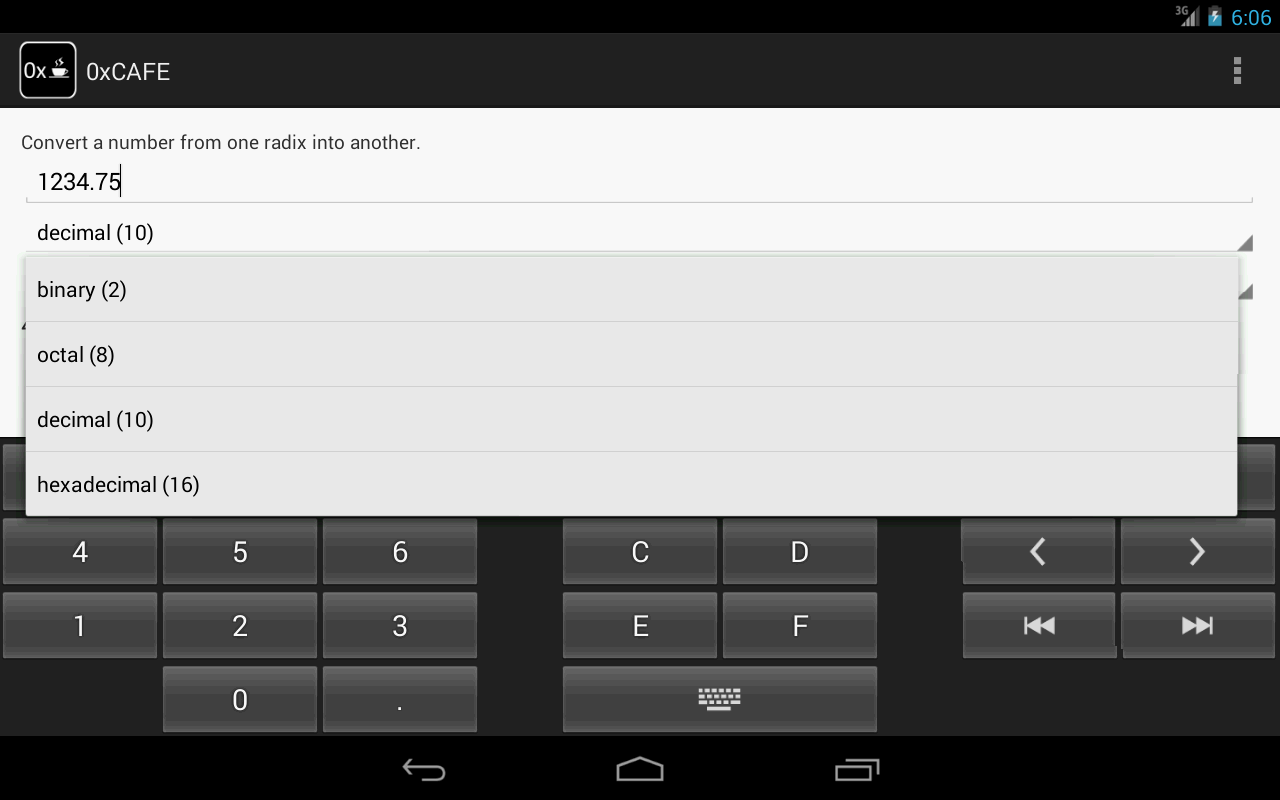 3G 6:06
0x 0xCAFE
Convert a number from one radix into another.
1234.75
decimal (10)
binary (2)
octal (8)
decimal (10)
hexadecimal (16)
4 5 6 C D
1 2 3 E F
0 .